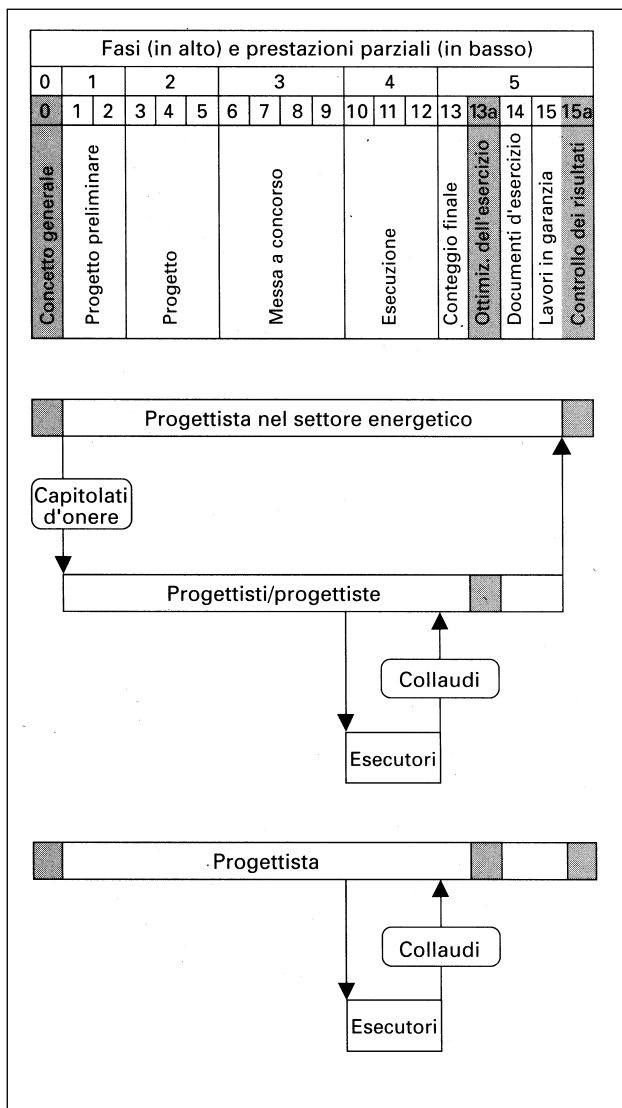 Fasi (in alto) e prestazioni parziali (in basso)
0 1 2 3 4 5
0 1 2 3 4 5 6 7 8 9 10 11 12 13 13a 14 15 15a
Concetto generale
Progetto preliminare
Progetto
Messa a concorso
Esecuzione
Conteggio finale
Ottimiz. dell'esercizio
Documenti d'esercizio
Lavori in garanzia
Controllo dei risultati
Progettista nel settore energetico
Capitolati
d'onere
Progettisti/progettiste
Collaudi
Esecutori
Progettista
Collaudi
Esecutori